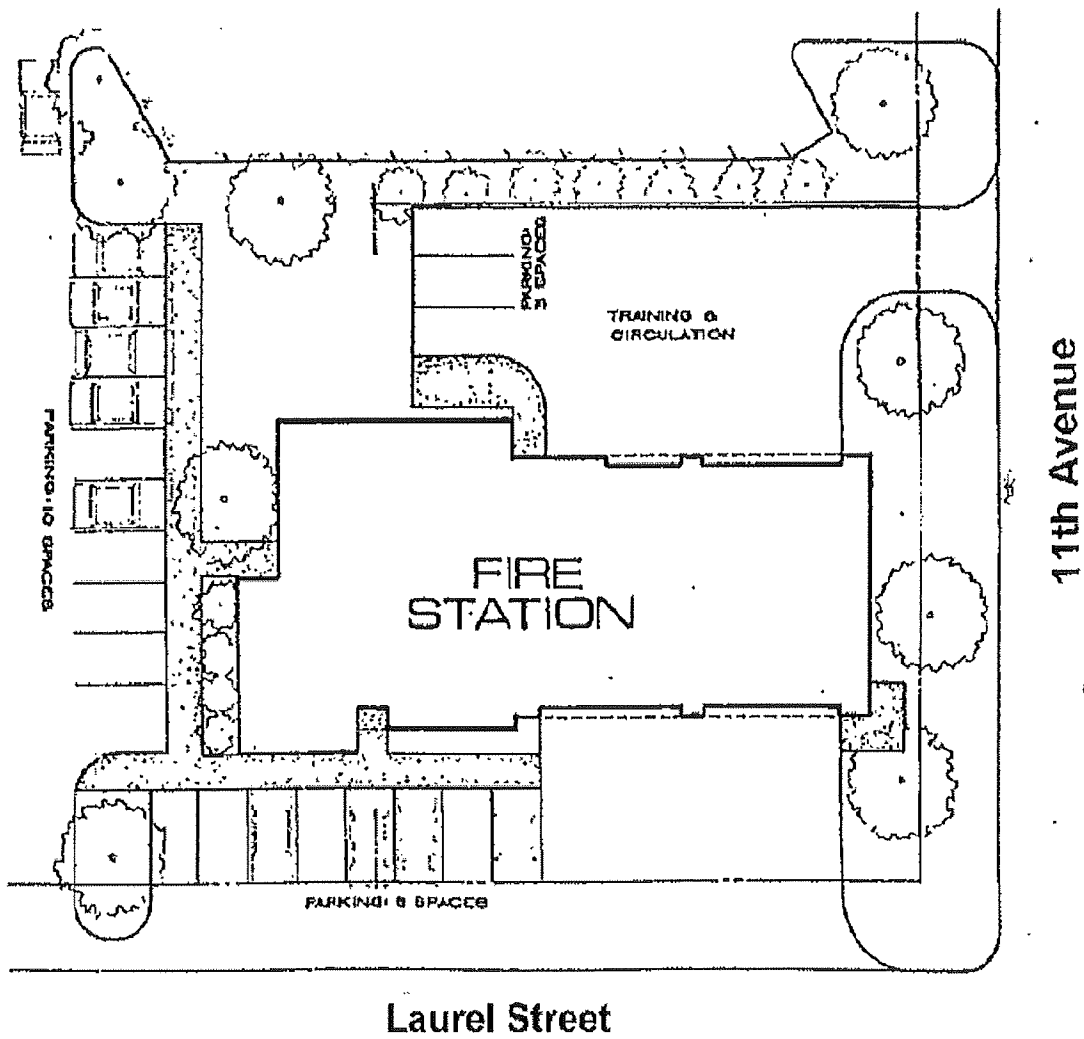 PARKING:
3 SPACES
TRAINING &
CIRCULATION
11th Avenue
PARKING: 10 SPACES
FIRE
STATION
PARKING: 8 SPACES
Laurel Street